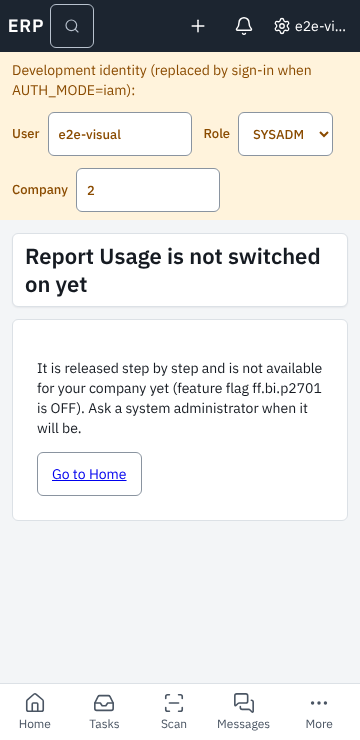 ERP
e2e-vi...
Development identity (replaced by sign-in when
AUTH_MODE=iam):
User e2e-visual Role SYSADM
Company 2
Report Usage is not switched
on yet
It is released step by step and is not available
for your company yet (feature flag ff.bi.p2701
is OFF). Ask a system administrator when it
will be.
Go to Home
Home Tasks Scan Messages More